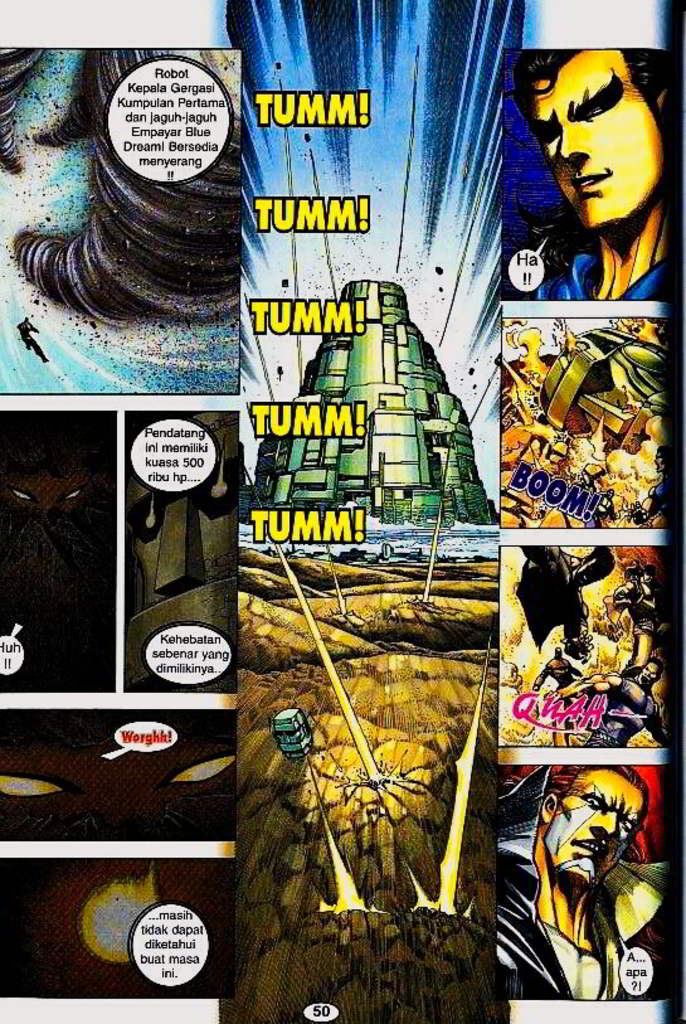 Robot
Kepala Gergasi
Kumpulan Pertama
dan jaguh-jaguh
Empayar Blue
Dream! Bersedia
menyerang
!!
Pendatang
ini memiliki
kuasa 500
ribu hp....
Huh
!!
Kehebatan
sebenar yang
dimilikinya...
Worghh!
...masih
tidak dapat
diketahui
buat masa
ini.
TUMM!
TUMM!
TUMM!
TUMM!
TUMM!
Ha
!!
BOOM!
QUAH
A...
apa
?!
50